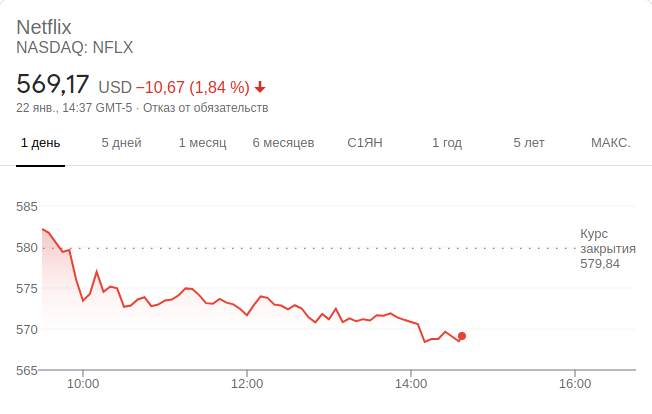 Netflix
NASDAQ: NFLX
569,17 USD −10,67 (1,84 %)
22 янв., 14:37 GMT-5 · Отказ от обязательств
1 день 5 дней 1 месяц 6 месяцев С1ЯН 1 год 5 лет МАКС.
585
580
575
570
565
Курс
закрытия
579,84
10:00 12:00 14:00 16:00